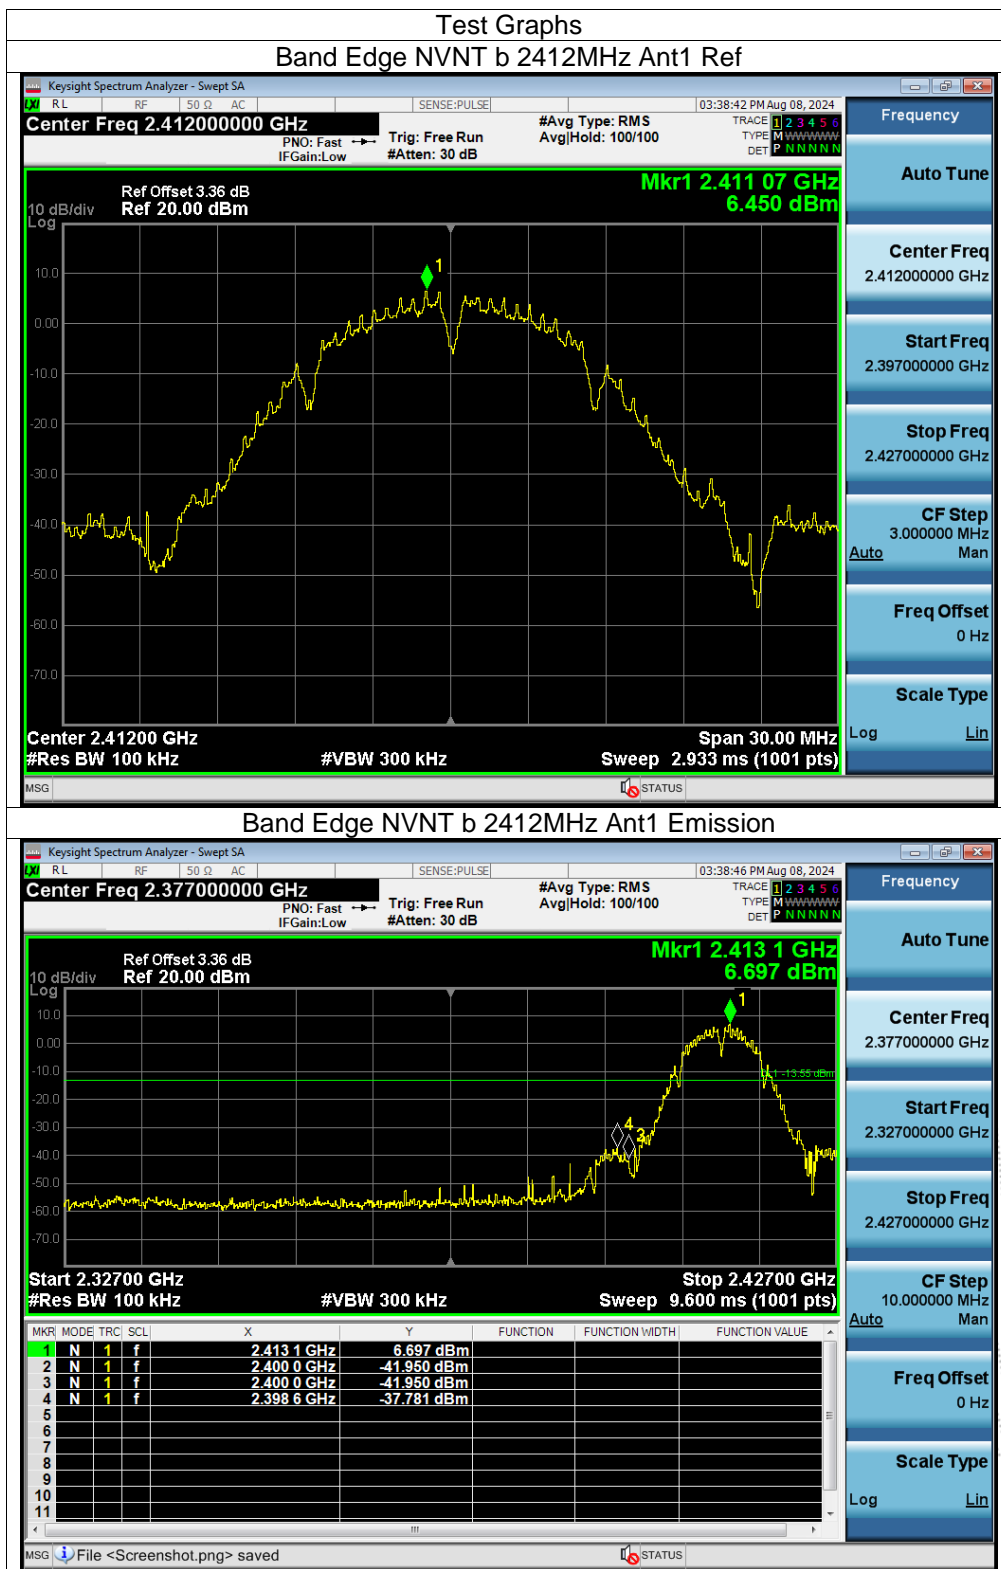 Test Graphs
Band Edge NVNT b 2412MHz Ant1 Ref
Keysight Spectrum Analyzer - Swept SA
LXI RL RF 50 Ω AC SENSE:PULSE 03:38:42 PM Aug 08, 2024
Center Freq 2.412000000 GHz
PNO: Fast
IFGain:Low
Trig: Free Run
#Atten: 30 dB
#Avg Type: RMS
Avg|Hold: 100/100
TRACE 1 2 3 4 5 6
TYPE M WWWWW
DET P N N N N N
Frequency
Auto Tune
Center Freq
2.412000000 GHz
Start Freq
2.397000000 GHz
Stop Freq
2.427000000 GHz
CF Step
3.000000 MHz
Auto Man
Freq Offset
0 Hz
Scale Type
Log Lin
Mkr1 2.411 07 GHz
6.450 dBm
Ref Offset 3.36 dB
10 dB/div Ref 20.00 dBm
Log
1
10.0
0.00
-10.0
-20.0
-30.0
-40.0
-50.0
-60.0
-70.0
Center 2.41200 GHz Span 30.00 MHz
#Res BW 100 kHz #VBW 300 kHz Sweep 2.933 ms (1001 pts)
MSG STATUS
Band Edge NVNT b 2412MHz Ant1 Emission
Keysight Spectrum Analyzer - Swept SA
LXI RL RF 50 Ω AC SENSE:PULSE 03:38:46 PM Aug 08, 2024
Center Freq 2.377000000 GHz
PNO: Fast
IFGain:Low
Trig: Free Run
#Atten: 30 dB
#Avg Type: RMS
Avg|Hold: 100/100
TRACE 1 2 3 4 5 6
TYPE M WWWWW
DET P N N N N N
Frequency
Auto Tune
Center Freq
2.377000000 GHz
Start Freq
2.327000000 GHz
Stop Freq
2.427000000 GHz
CF Step
10.000000 MHz
Auto Man
Freq Offset
0 Hz
Scale Type
Log Lin
Mkr1 2.413 1 GHz
6.697 dBm
Ref Offset 3.36 dB
10 dB/div Ref 20.00 dBm
Log
1
10.0
0.00
-10.0
-13.55 dBm
-20.0
-30.0
4
3
-40.0
-50.0
-60.0
-70.0
Start 2.32700 GHz Stop 2.42700 GHz
#Res BW 100 kHz #VBW 300 kHz Sweep 9.600 ms (1001 pts)
MKR MODE TRC SCL X Y FUNCTION FUNCTION WIDTH FUNCTION VALUE
1 N 1 f 2.413 1 GHz 6.697 dBm
2 N 1 f 2.400 0 GHz -41.950 dBm
3 N 1 f 2.400 0 GHz -41.950 dBm
4 N 1 f 2.398 6 GHz -37.781 dBm
5
6
7
8
9
10
11
MSG File <Screenshot.png> saved STATUS